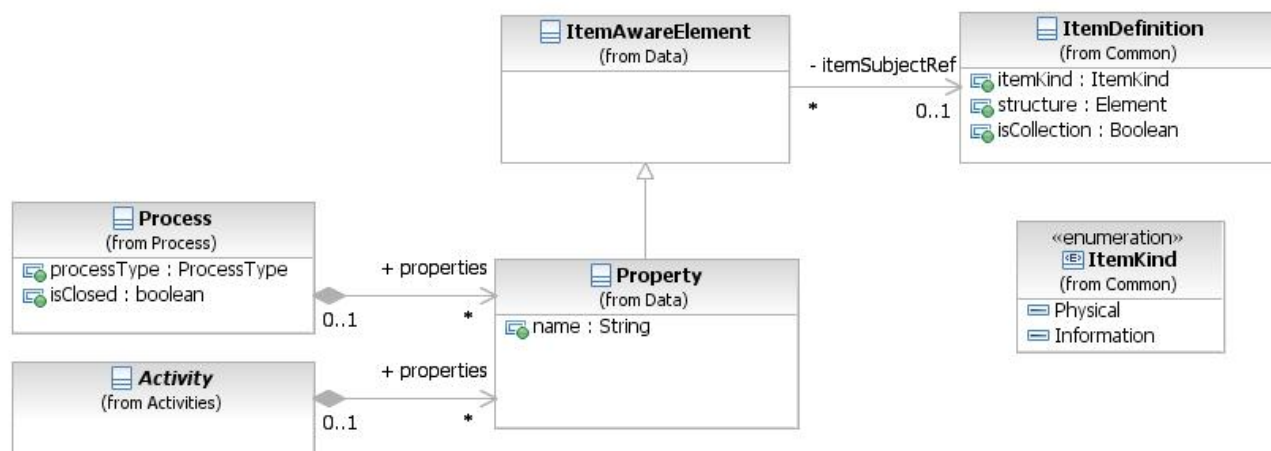 ItemAwareElement
(from Data)
- itemSubjectRef
*
0..1
ItemDefinition
(from Common)
itemKind : ItemKind
structure : Element
isCollection : Boolean
Process
(from Process)
processType : ProcessType
isClosed : boolean
+ properties
0..1
*
Property
(from Data)
name : String
«enumeration»
<E> ItemKind
(from Common)
Physical
Information
Activity
(from Activities)
+ properties
0..1
*